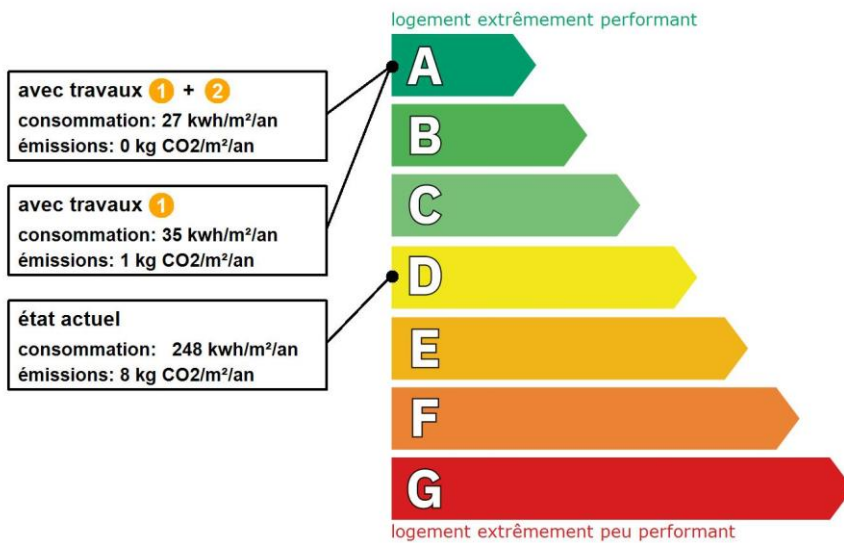 logement extrêmement performant
avec travaux 1 + 2
consommation: 27 kwh/m²/an
émissions: 0 kg CO2/m²/an
avec travaux 1
consommation: 35 kwh/m²/an
émissions: 1 kg CO2/m²/an
état actuel
consommation: 248 kwh/m²/an
émissions: 8 kg CO2/m²/an
A
B
C
D
E
F
G
logement extrêmement peu performant